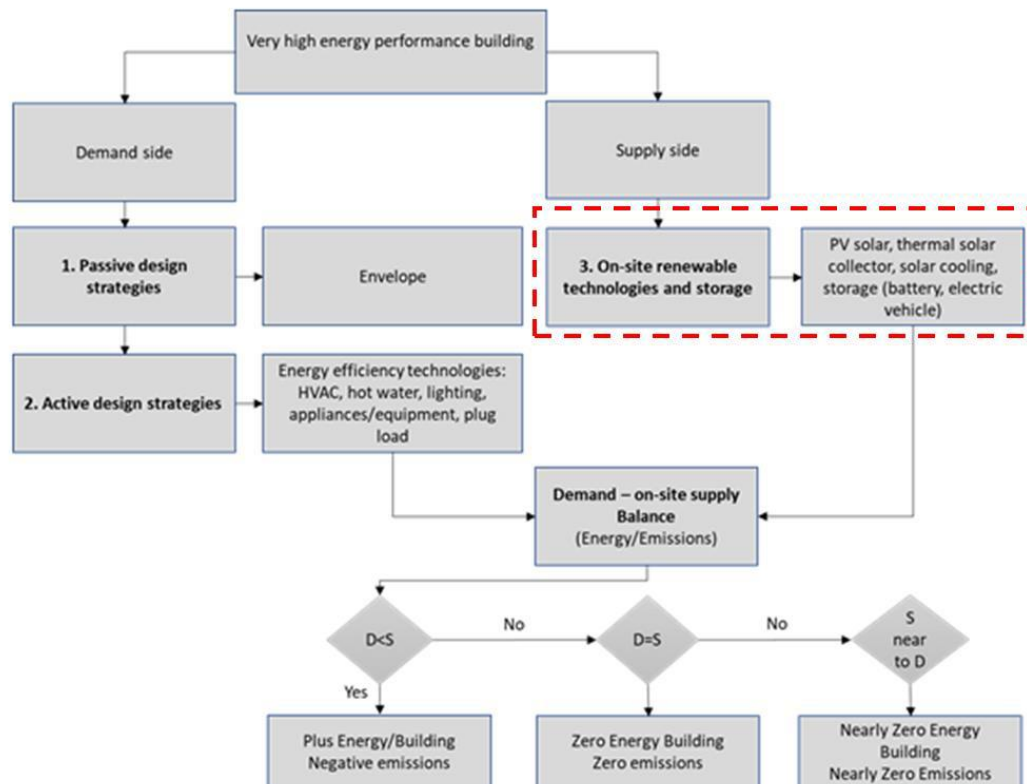 Very high energy performance building
Demand side
Supply side
1. Passive design
strategies
Envelope
3. On-site renewable
technologies and storage
PV solar, thermal solar
collector, solar cooling,
storage (battery, electric
vehicle)
2. Active design strategies
Energy efficiency technologies:
HVAC, hot water, lighting,
appliances/equipment, plug
load
Demand – on-site supply
Balance
(Energy/Emissions)
D<S
No
D=S
No
S
near
to D
Yes
Plus Energy/Building
Negative emissions
Zero Energy Building
Zero emissions
Nearly Zero Energy
Building
Nearly Zero Emissions